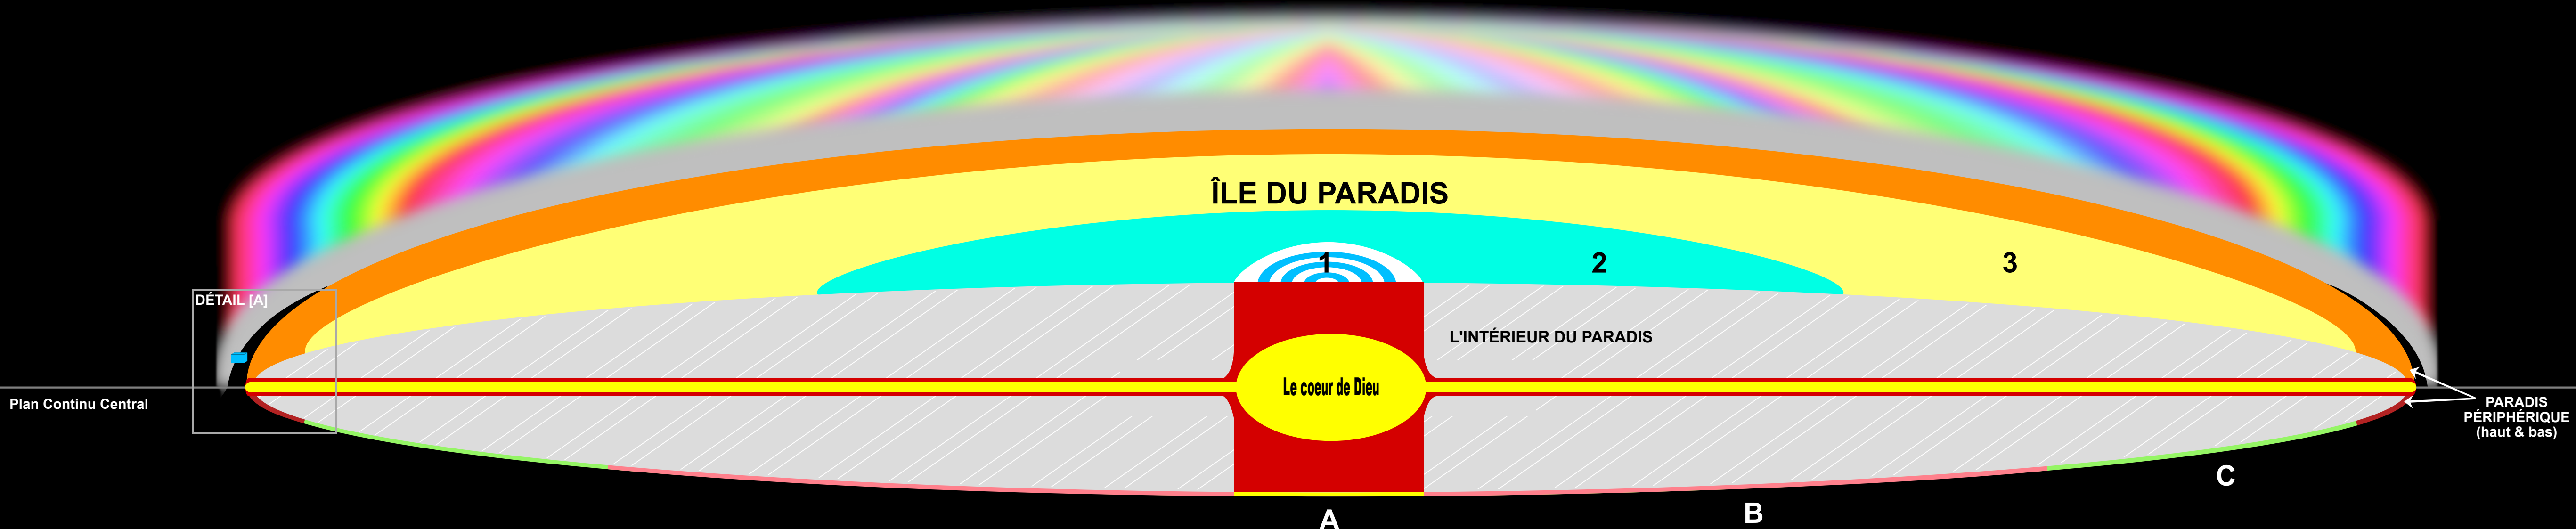 ÎLE DU PARADIS
1
2
3
DÉTAIL [A]
L'INTÉRIEUR DU PARADIS
Le coeur de Dieu
Plan Continu Central
PARADIS
PÉRIPHÉRIQUE
(haut & bas)
C
B
A